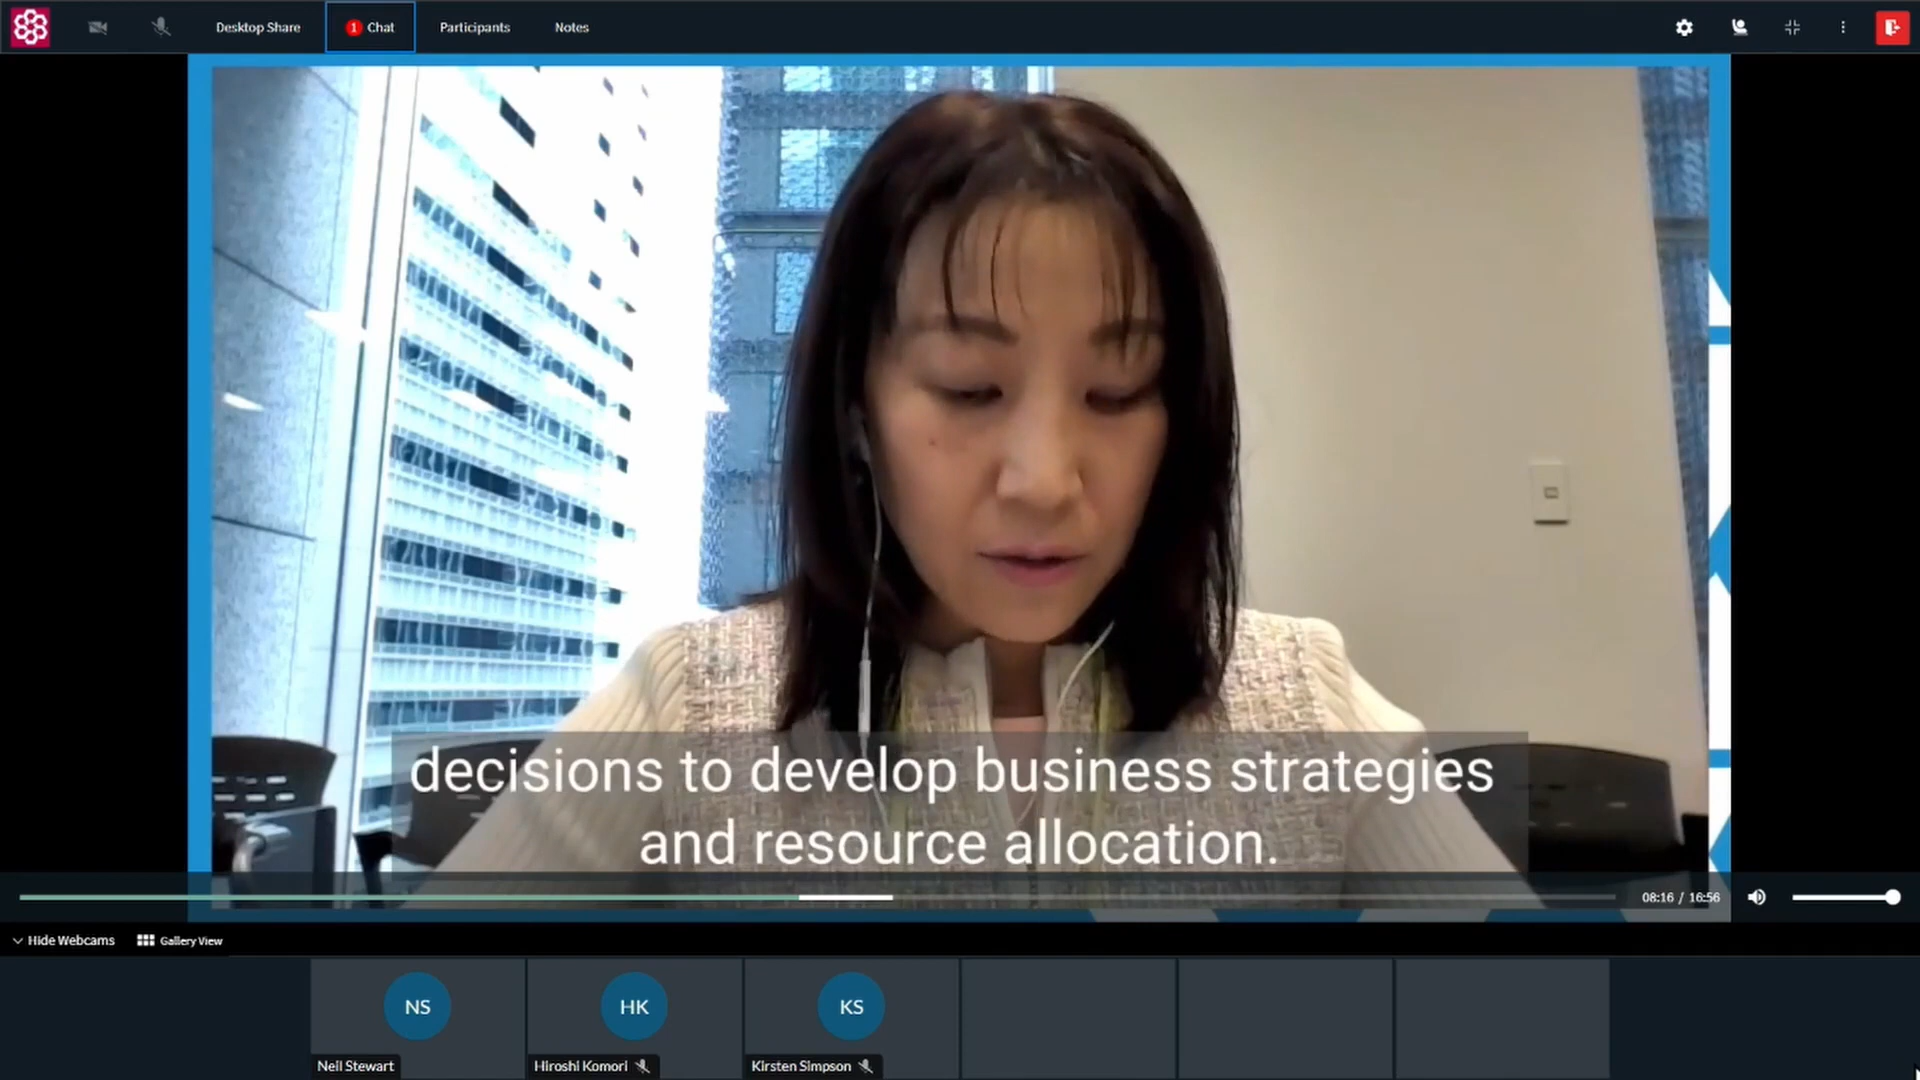 Desktop Share
1 Chat
Participants
Notes
decisions to develop business strategies
and resource allocation.
08:16 / 16:56
Hide Webcams
Gallery View
NS
HK
KS
Neil Stewart
Hiroshi Komori
Kirsten Simpson